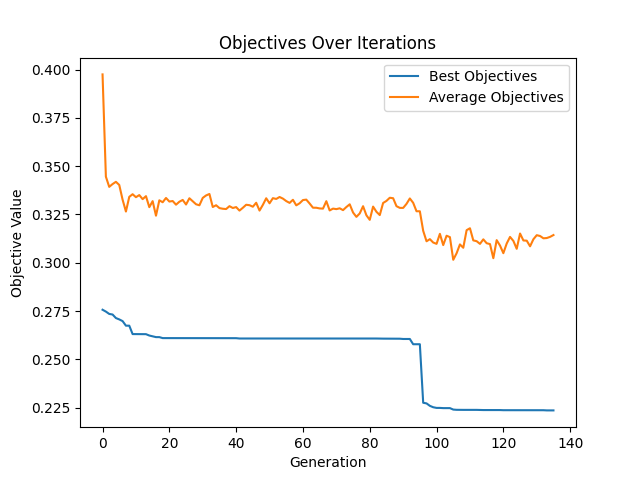 Objectives Over Iterations
Best Objectives
Average Objectives
Objective Value
0.400
0.375
0.350
0.325
0.300
0.275
0.250
0.225
0 20 40 60 80 100 120 140
Generation